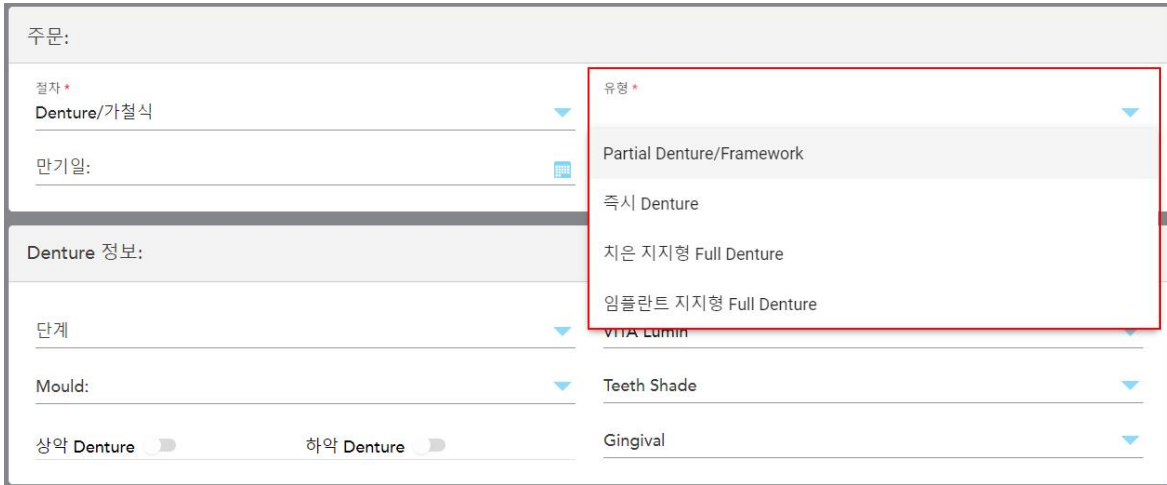 주문:
절차 *
Denture/가철식
만기일:
유형 *
Partial Denture/Framework
즉시 Denture
치은 지지형 Full Denture
임플란트 지지형 Full Denture
Denture 정보:
단계
VITA Lumin
Mould:
Teeth Shade
상악 Denture 하악 Denture
Gingival